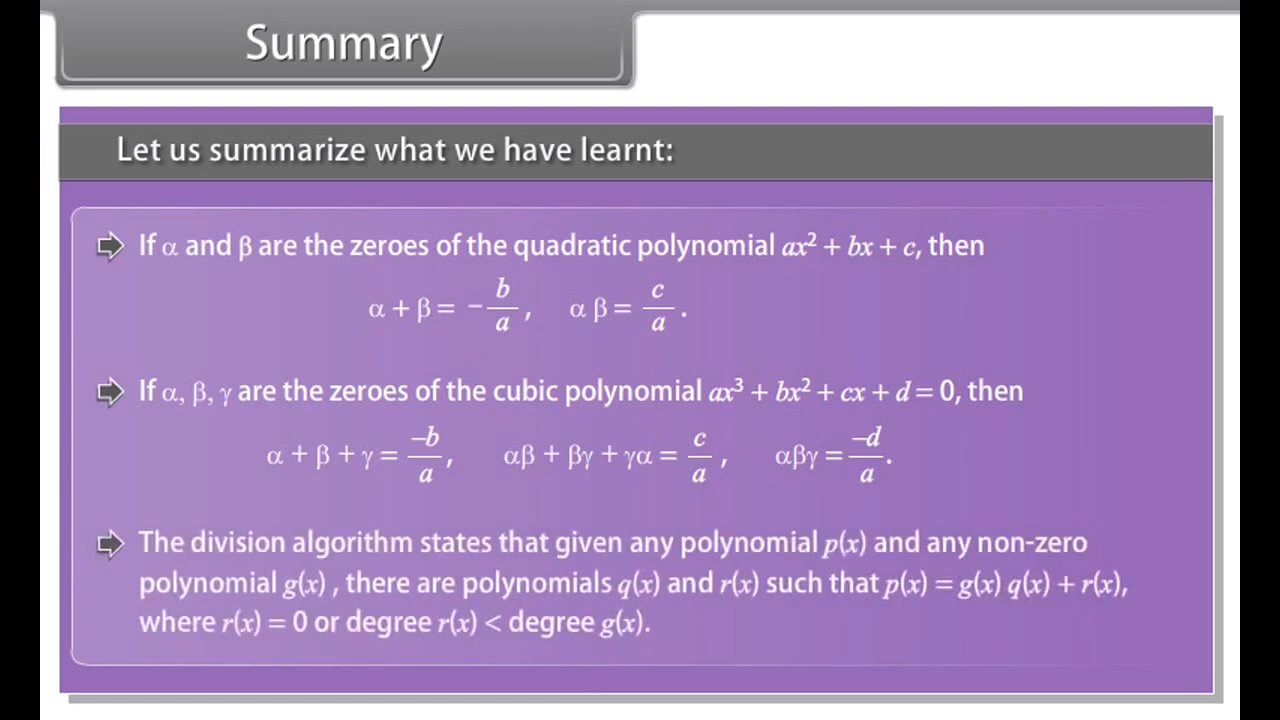 Summary
Let us summarize what we have learnt:
If α and β are the zeroes of the quadratic polynomial ax² + bx + c, then
α + β = −b/a, α β = c/a.
If α, β, γ are the zeroes of the cubic polynomial ax³ + bx² + cx + d = 0, then
α + β + γ = −b/a, αβ + βγ + γα = c/a, αβγ = −d/a.
The division algorithm states that given any polynomial p(x) and any non-zero
polynomial g(x) , there are polynomials q(x) and r(x) such that p(x) = g(x) q(x) + r(x),
where r(x) = 0 or degree r(x) < degree g(x).